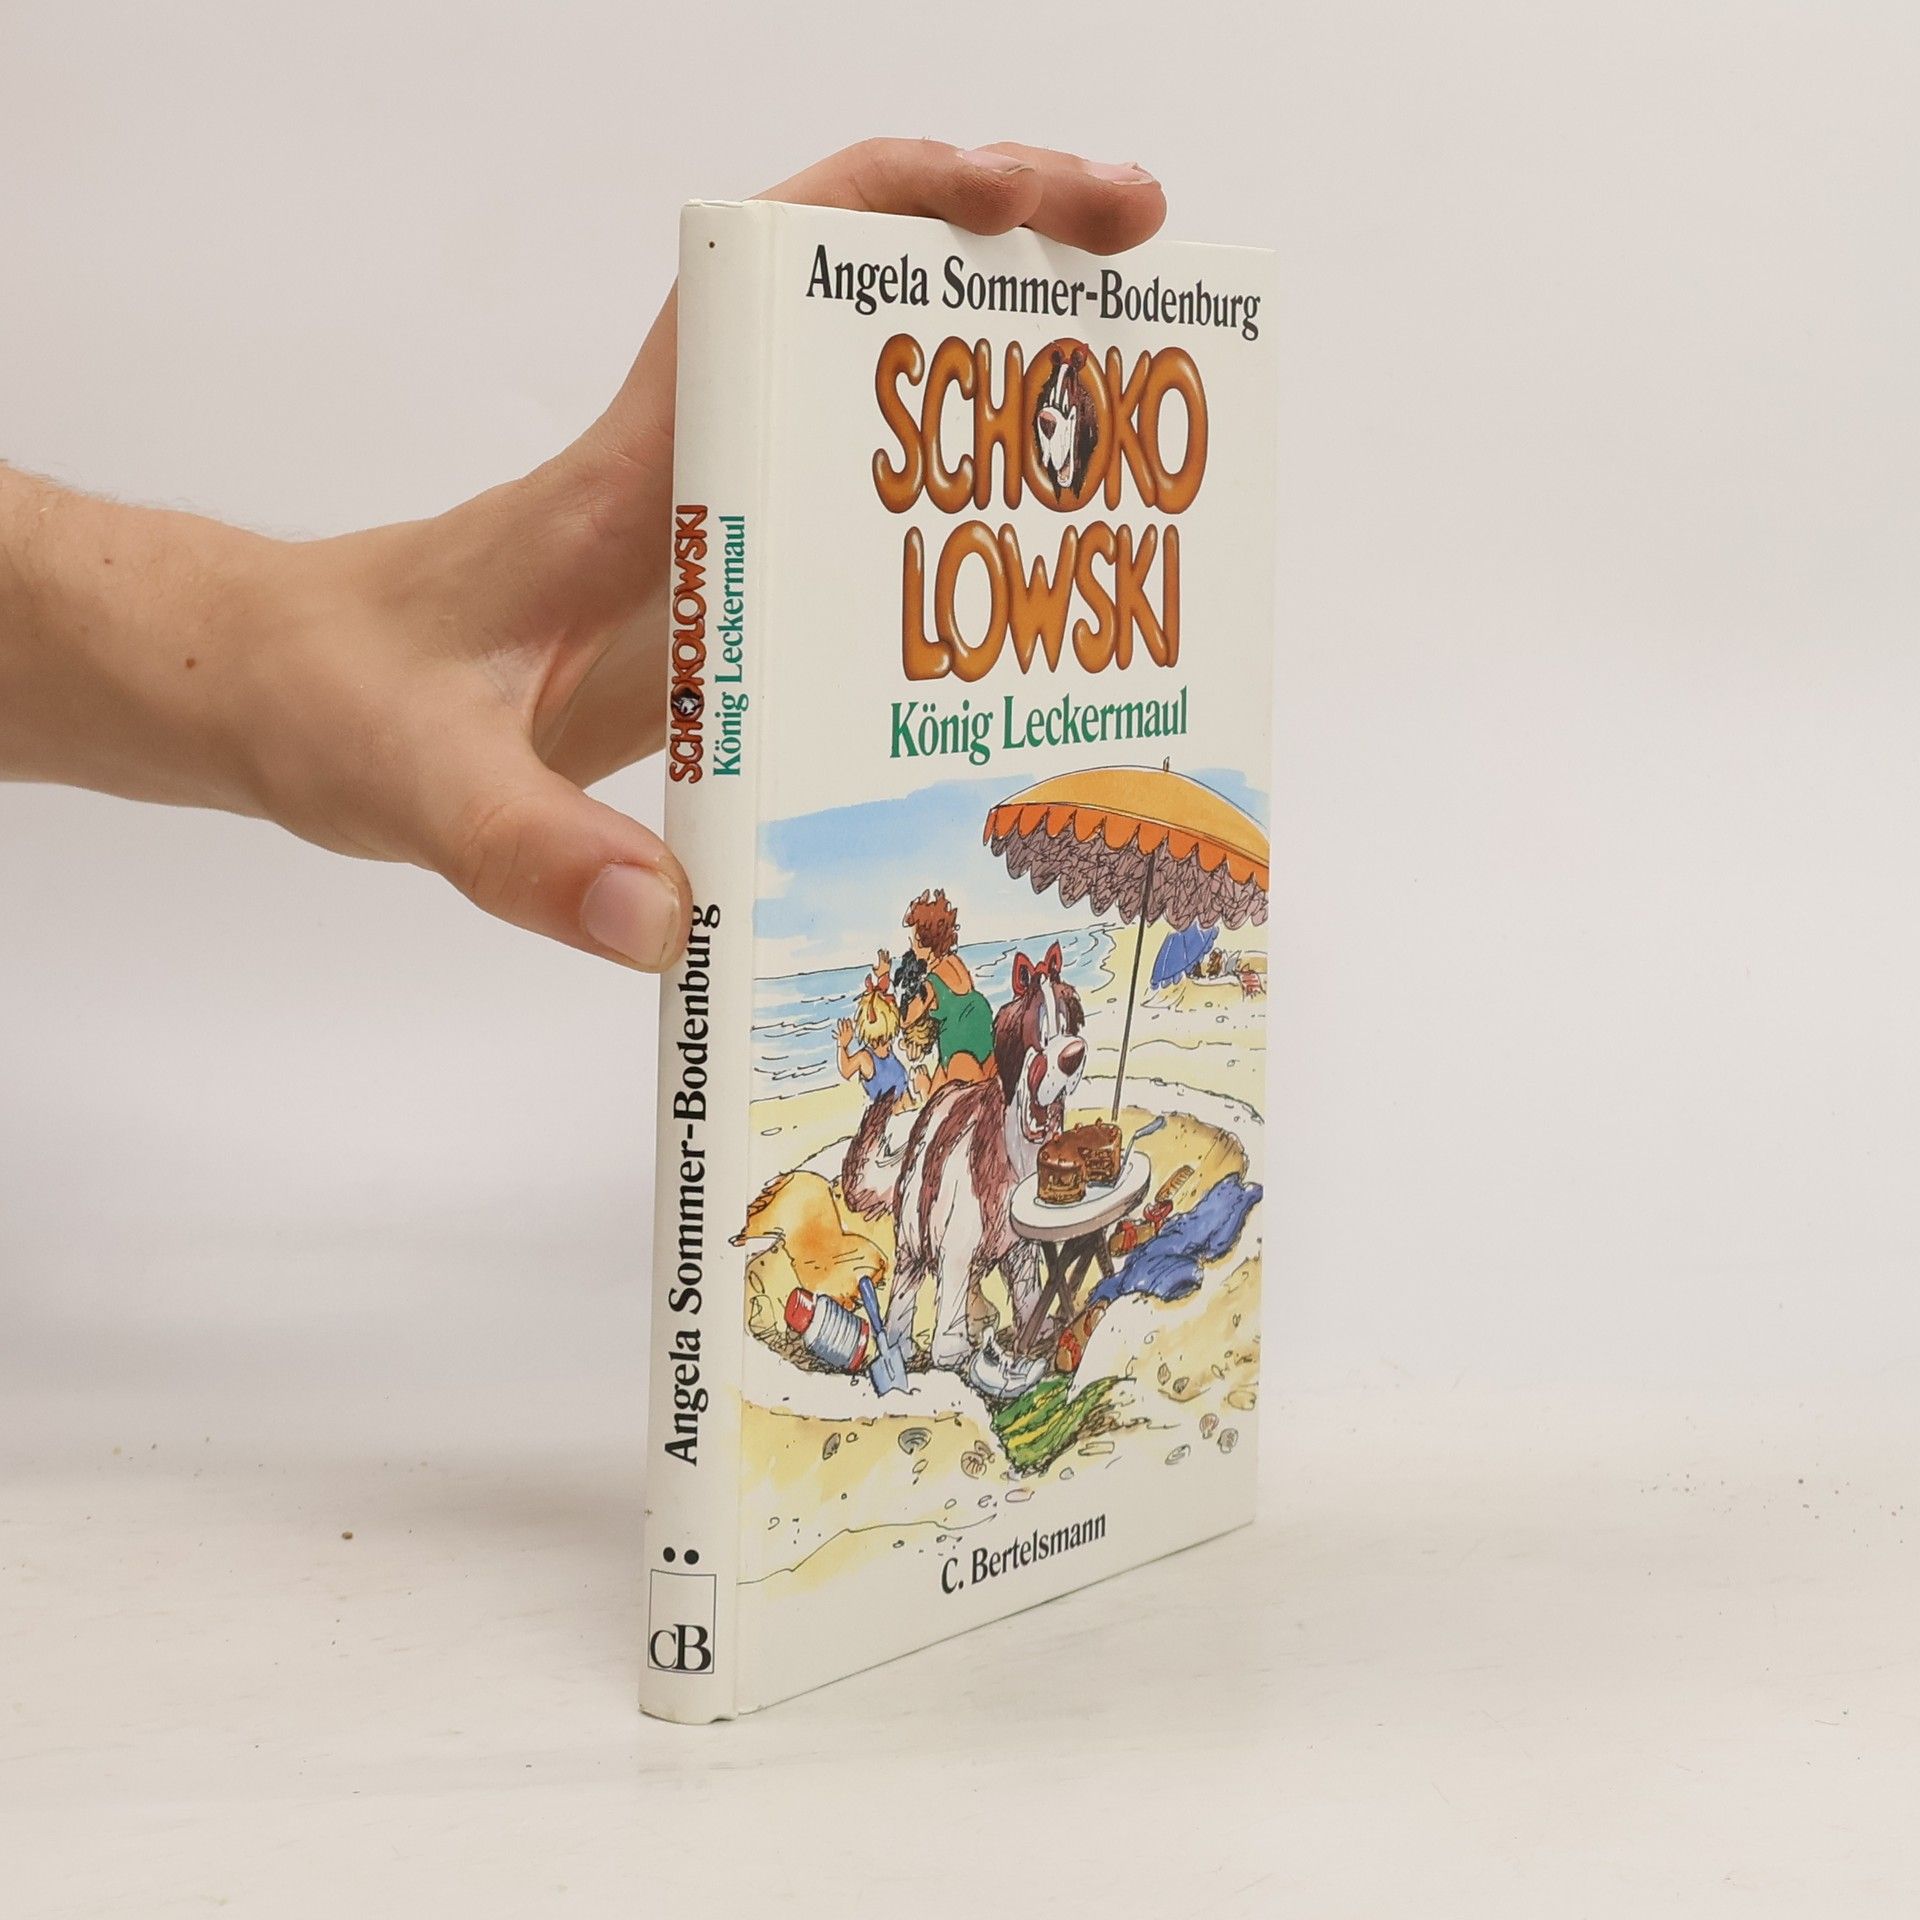 Angela Sommer-Bodenburg
SCHOKO
LOWSKI
König Leckermaul
C. Bertelsmann
SCHOKOLOWSKI
König Leckermaul
Angela Sommer-Bodenburg
CB